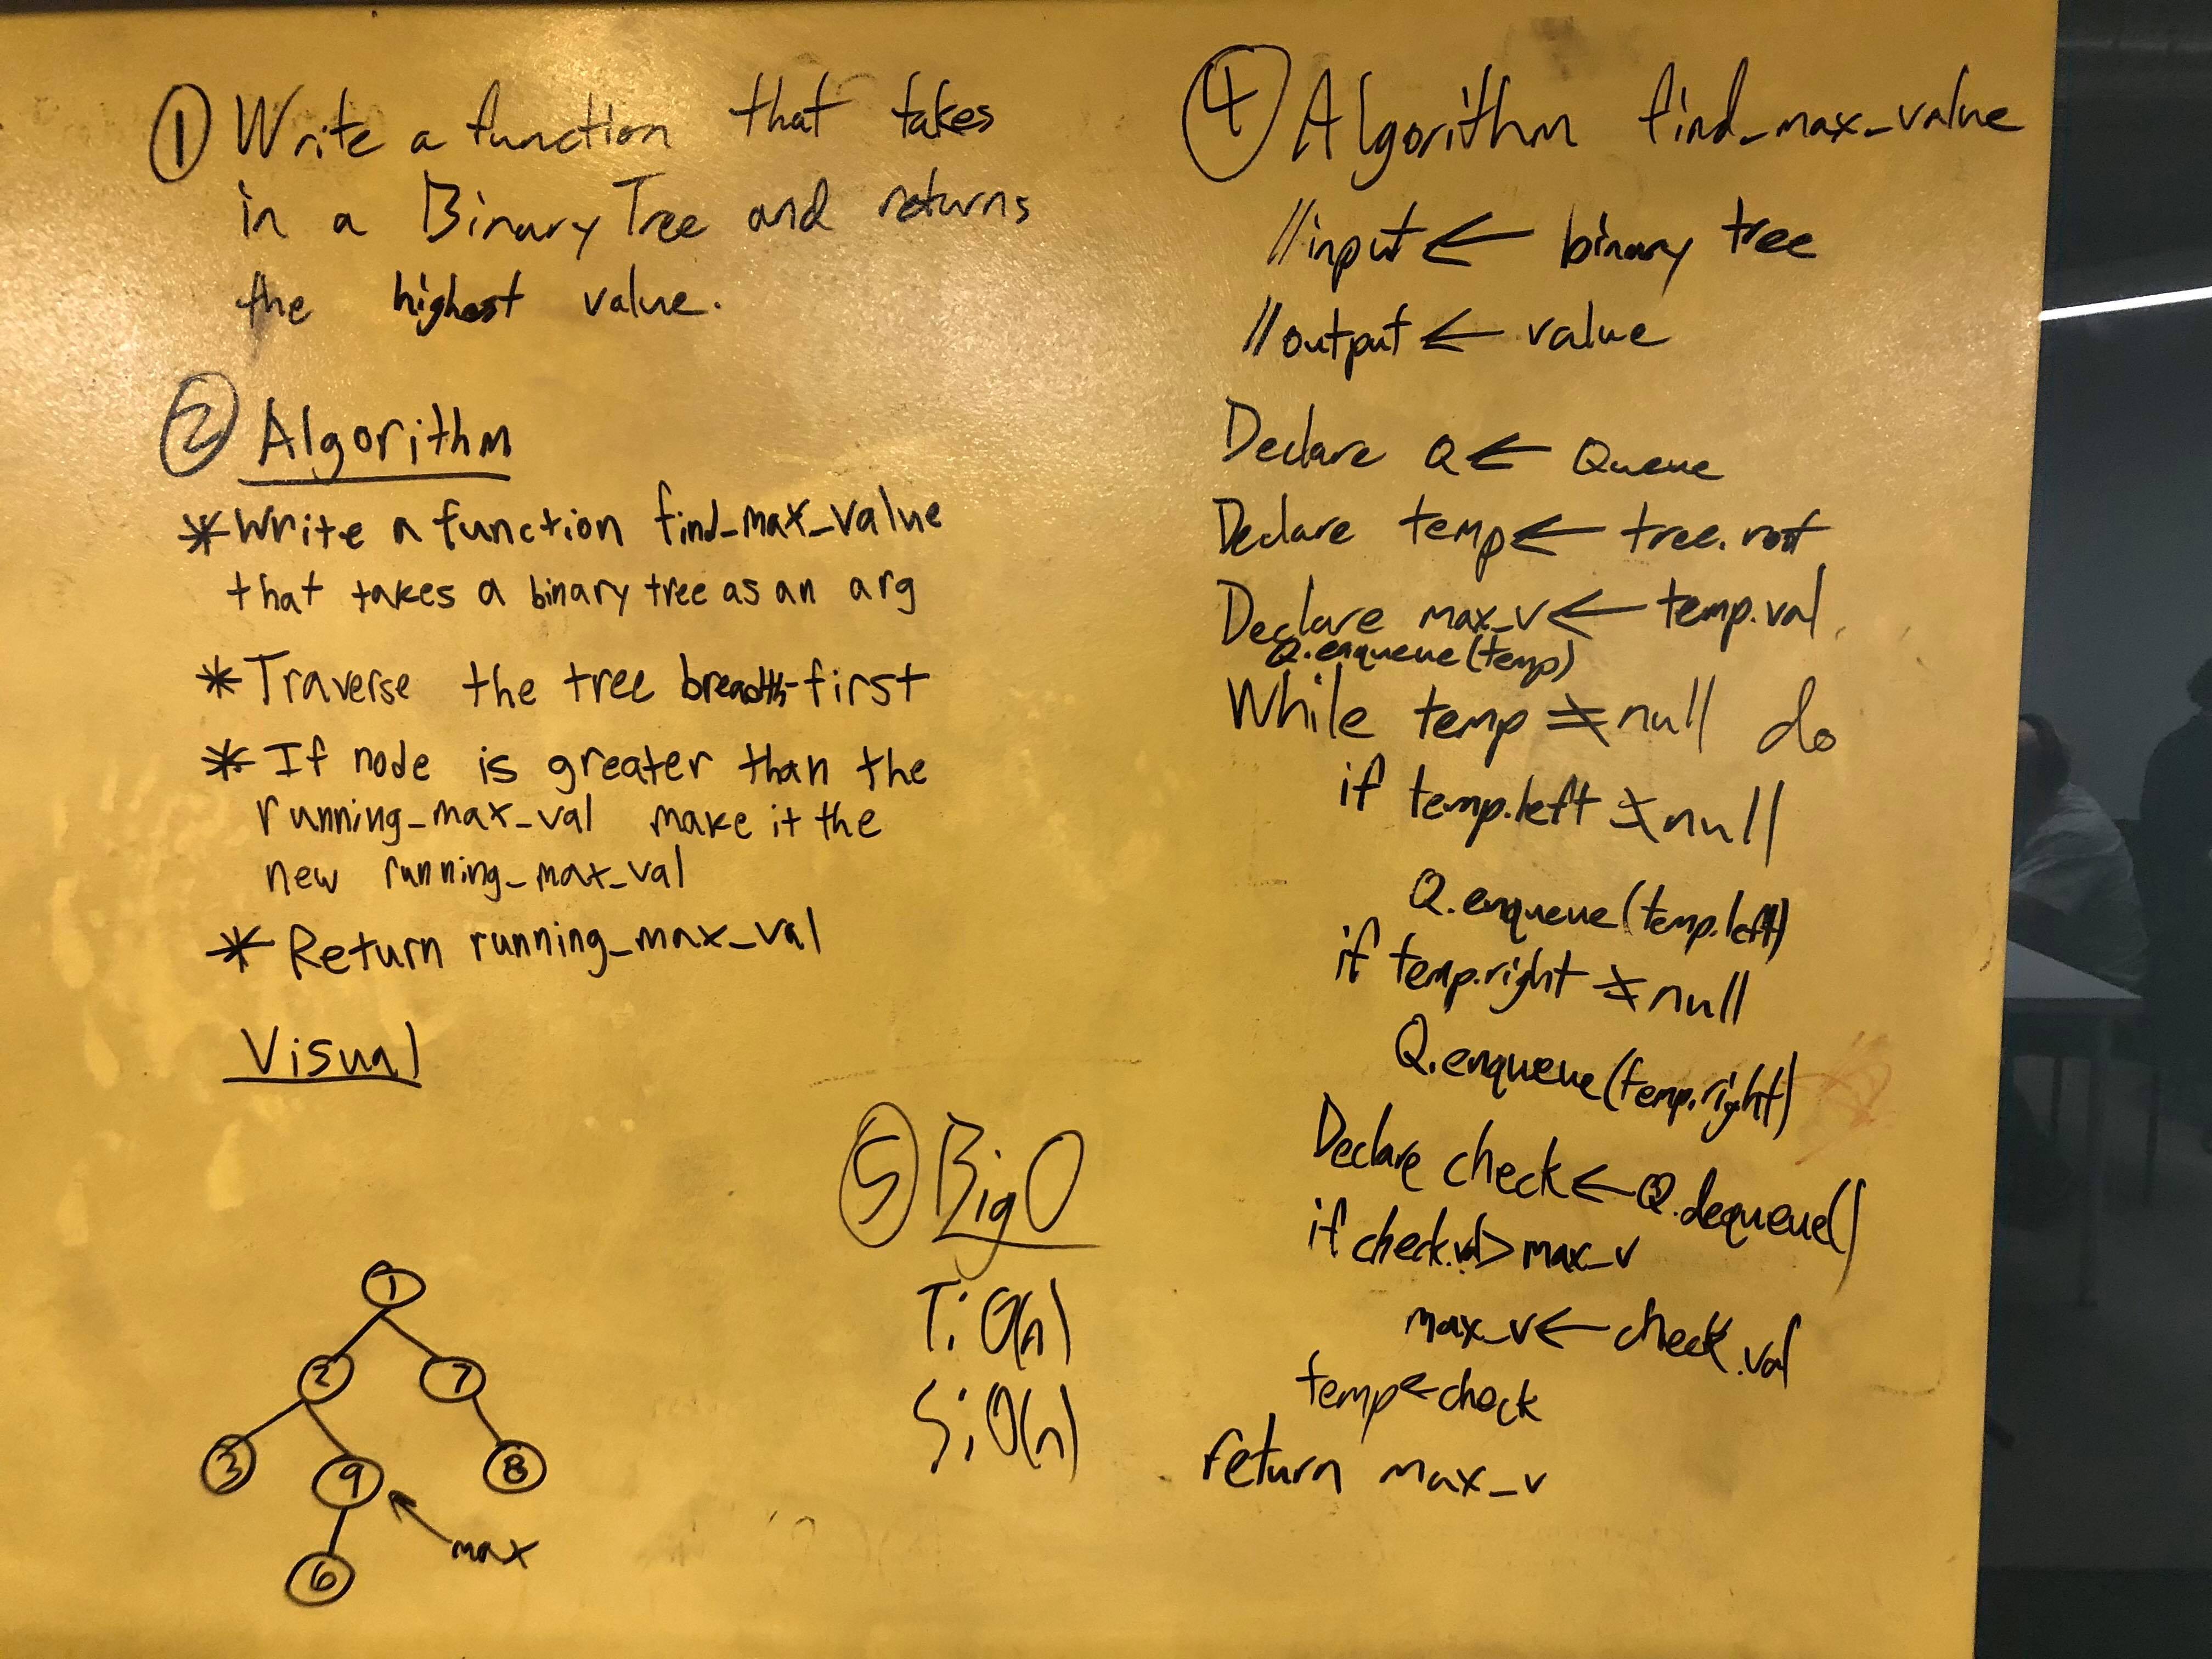 ① Write a function that takes
in a Binary Tree and returns
the highest value.
② Algorithm
* Write a function find_max_value
that takes a binary tree as an arg
* Traverse the tree breadth-first
* If node is greater than the
running_max_val make it the
new running_max_val
* Return running_max_val
Visual
1
2 7
3 9 8
max
6
⑤ Big O
T: O(n)
S: O(n)
④ Algorithm find_max_value
//input ← binary tree
//output ← value
Declare Q ← Queue
Declare temp ← tree.root
Declare max_v ← temp.val
Q.enqueue(temp)
While temp ≠ null do
if temp.left ≠ null
Q.enqueue(temp.left)
if temp.right ≠ null
Q.enqueue(temp.right)
Declare check ← Q.dequeue()
if check.val > max_v
max_v ← check.val
temp ← check
return max_v